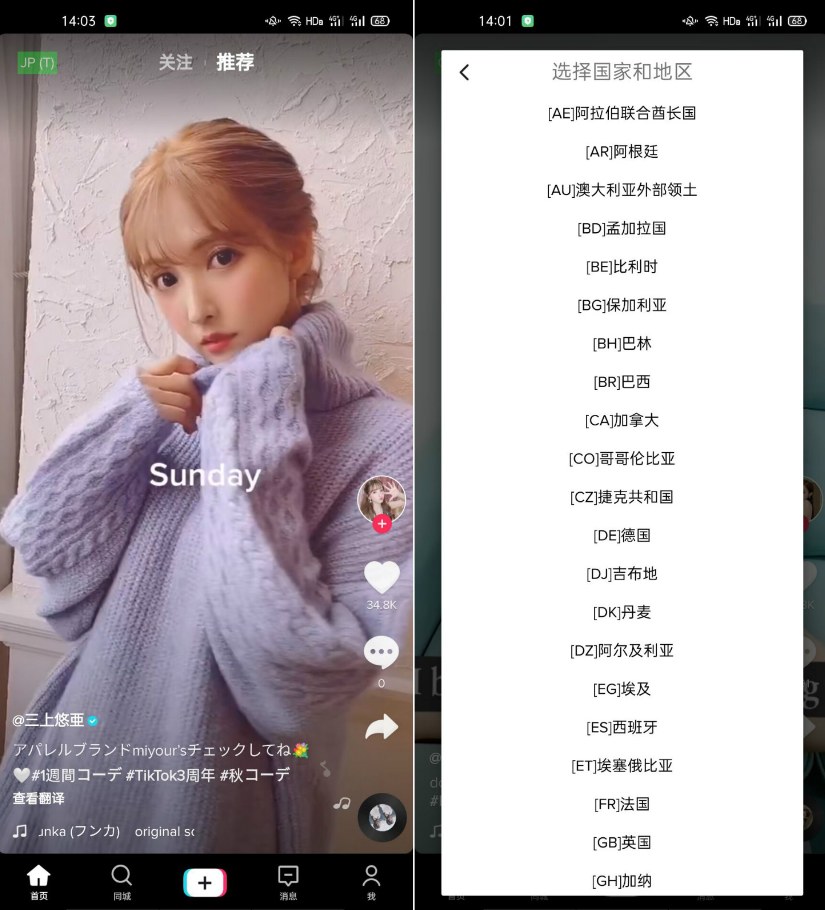 14:03
HD 4G 4G 68
JP (T)
关注
推荐
Sunday
34.8K
0
@三上悠亜
アパレルブランドmiyour'sチェックしてね💐
🤍#1週間コーデ #TikTok3周年 #秋コーデ
查看翻译
unka (フンカ) original sc
首页
同城
消息
我
14:01
HD 4G 4G 68
选择国家和地区
[AE]阿拉伯联合酋长国
[AR]阿根廷
[AU]澳大利亚外部领土
[BD]孟加拉国
[BE]比利时
[BG]保加利亚
[BH]巴林
[BR]巴西
[CA]加拿大
[CO]哥哥伦比亚
[CZ]捷克共和国
[DE]德国
[DJ]吉布地
[DK]丹麦
[DZ]阿尔及利亚
[EG]埃及
[ES]西班牙
[ET]埃塞俄比亚
[FR]法国
[GB]英国
[GH]加纳